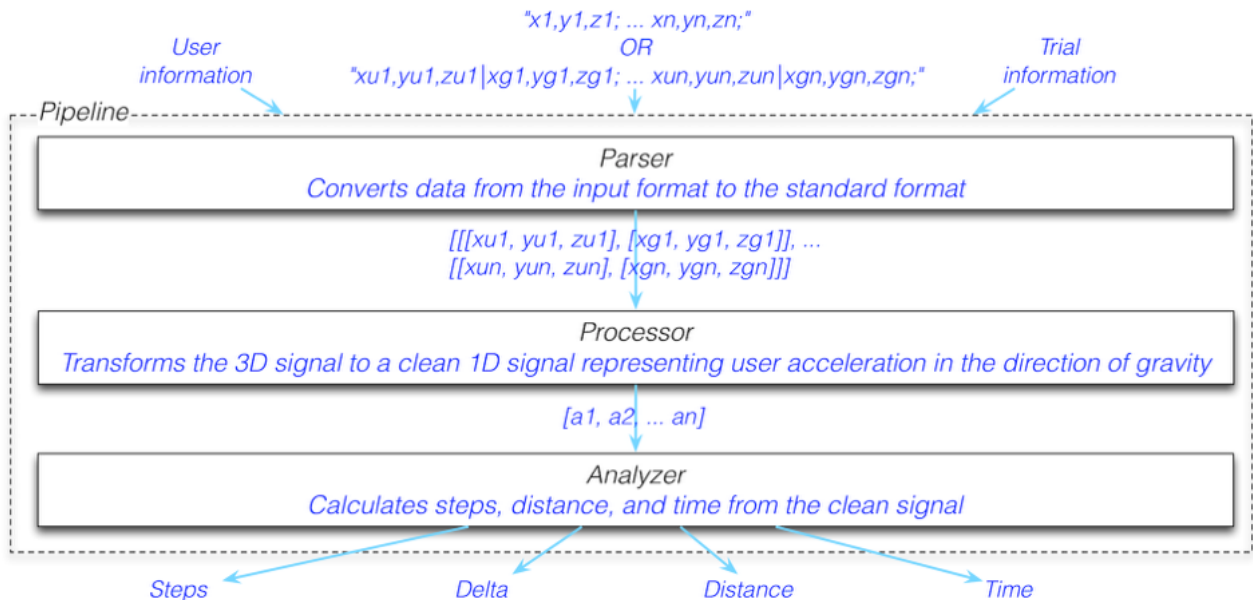 "x1,y1,z1; ... xn,yn,zn;"
OR
"xu1,yu1,zu1|xg1,yg1,zg1; ... xun,yun,zun|xgn,ygn,zgn;"
User
information
Trial
information
Pipeline
Parser
Converts data from the input format to the standard format
[[[xu1, yu1, zu1], [xg1, yg1, zg1]], ...
[[xun, yun, zun], [xgn, ygn, zgn]]]
Processor
Transforms the 3D signal to a clean 1D signal representing user acceleration in the direction of gravity
[a1, a2, ... an]
Analyzer
Calculates steps, distance, and time from the clean signal
Steps
Delta
Distance
Time